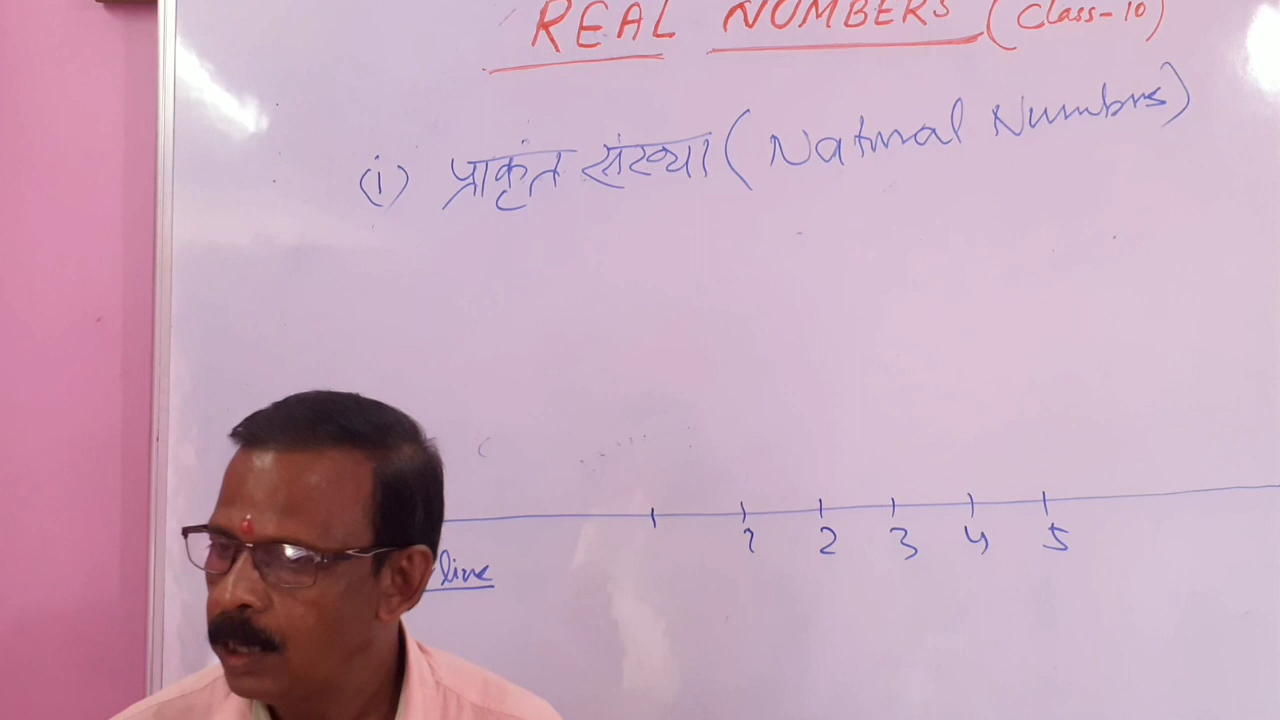 REAL NUMBERS (Class-10)
(i) प्राकृत संख्या (Natural Numbers)
1 2 3 4 5
line